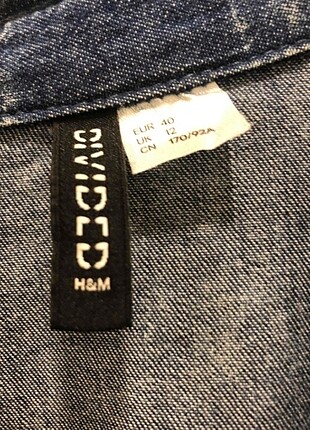 DIVIDED
H&M
EUR 40
UK 12
CN 170/92A